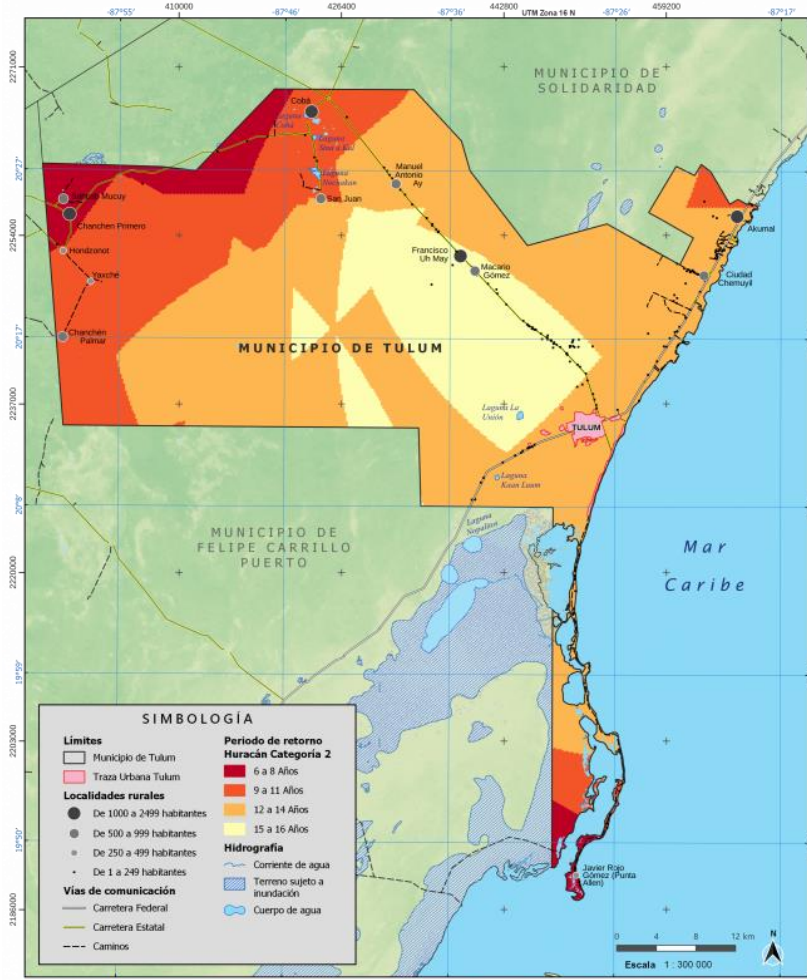 410000
-87°55'
-87°46'
426400
-87°36'
442800
UTM Zona 16 N
-87°26'
459200
-87°17'
2271000
20°27'
2254000
20°17'
2237000
20°8'
2220000
19°59'
2203000
19°50'
2186000
MUNICIPIO DE
SOLIDARIDAD
Cobá
Laguna
Cobá
Laguna
Laguna
Nochakan
Manuel
Antonio
Ay
San Juan
Mucuy
Chanchen Primero
Hondzonot
Yaxché
Chanchén
Palmar
Akumal
Francisco
Uh May
Macario
Gómez
Ciudad
Chemuyil
MUNICIPIO DE TULUM
Laguna La
Unión
TULUM
Laguna
Kaan Luum
Laguna
MUNICIPIO DE
FELIPE CARRILLO
PUERTO
Mar
Caribe
Javier Rojo
Gómez (Punta
Allen)
SIMBOLOGÍA
Límites
Municipio de Tulum
Traza Urbana Tulum
Localidades rurales
De 1000 a 2499 habitantes
De 500 a 999 habitantes
De 250 a 499 habitantes
De 1 a 249 habitantes
Vías de comunicación
Carretera Federal
Carretera Estatal
Caminos
Periodo de retorno
Huracán Categoría 2
6 a 8 Años
9 a 11 Años
12 a 14 Años
15 a 16 Años
Hidrografía
Corriente de agua
Terreno sujeto a
inundación
Cuerpo de agua
0 4 8 12 km
N
Escala 1 : 300 000